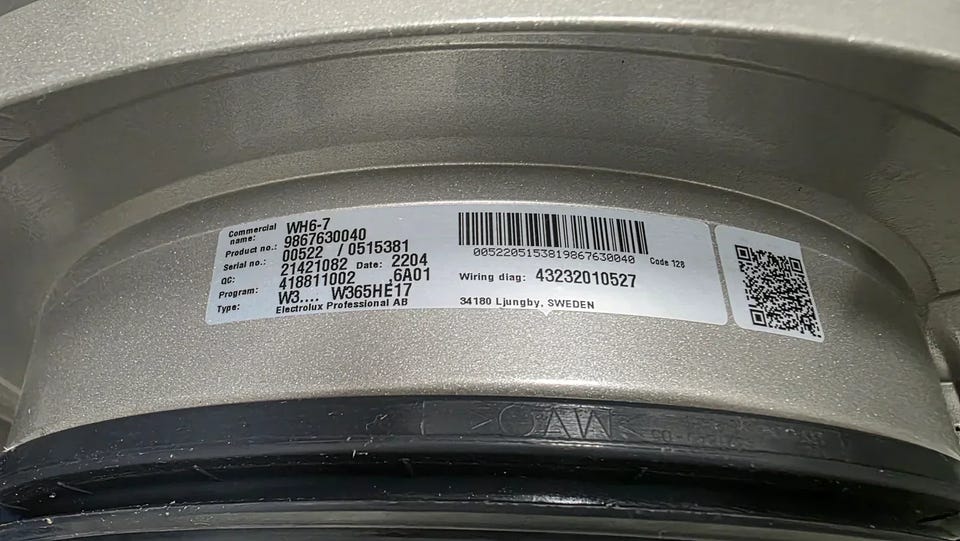 Commercial name: WH6-7
Product no.: 9867630040
Serial no.: 00522 / 0515381
QC: 21421082 Date: 2204
Program: 418811002 6A01
Type: W3.... W365HE17
Electrolux Professional AB
0052205153819867630040 Code 128
Wiring diag: 43232010527
34180 Ljungby, SWEDEN